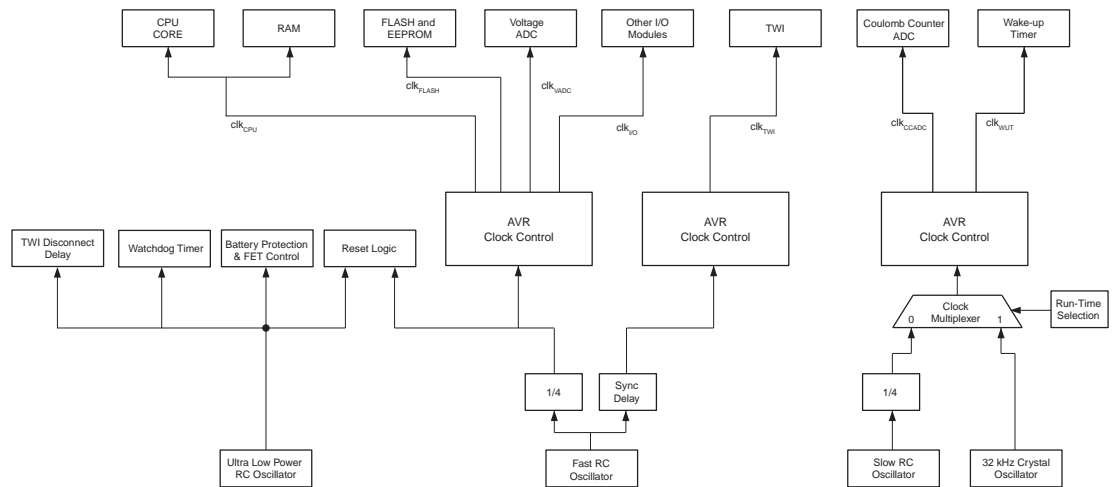 CPU
CORE
RAM
FLASH and
EEPROM
Voltage
ADC
Other I/O
Modules
TWI
Coulomb Counter
ADC
Wake-up
Timer
clkCPU
clkFLASH
clkVADC
clkI/O
clkTWI
clkCCADC
clkWUT
AVR
Clock Control
AVR
Clock Control
AVR
Clock Control
TWI Disconnect
Delay
Watchdog Timer
Battery Protection
& FET Control
Reset Logic
Clock
Multiplexer
0
1
Run-Time
Selection
1/4
Sync
Delay
1/4
Ultra Low Power
RC Oscillator
Fast RC
Oscillator
Slow RC
Oscillator
32 kHz Crystal
Oscillator